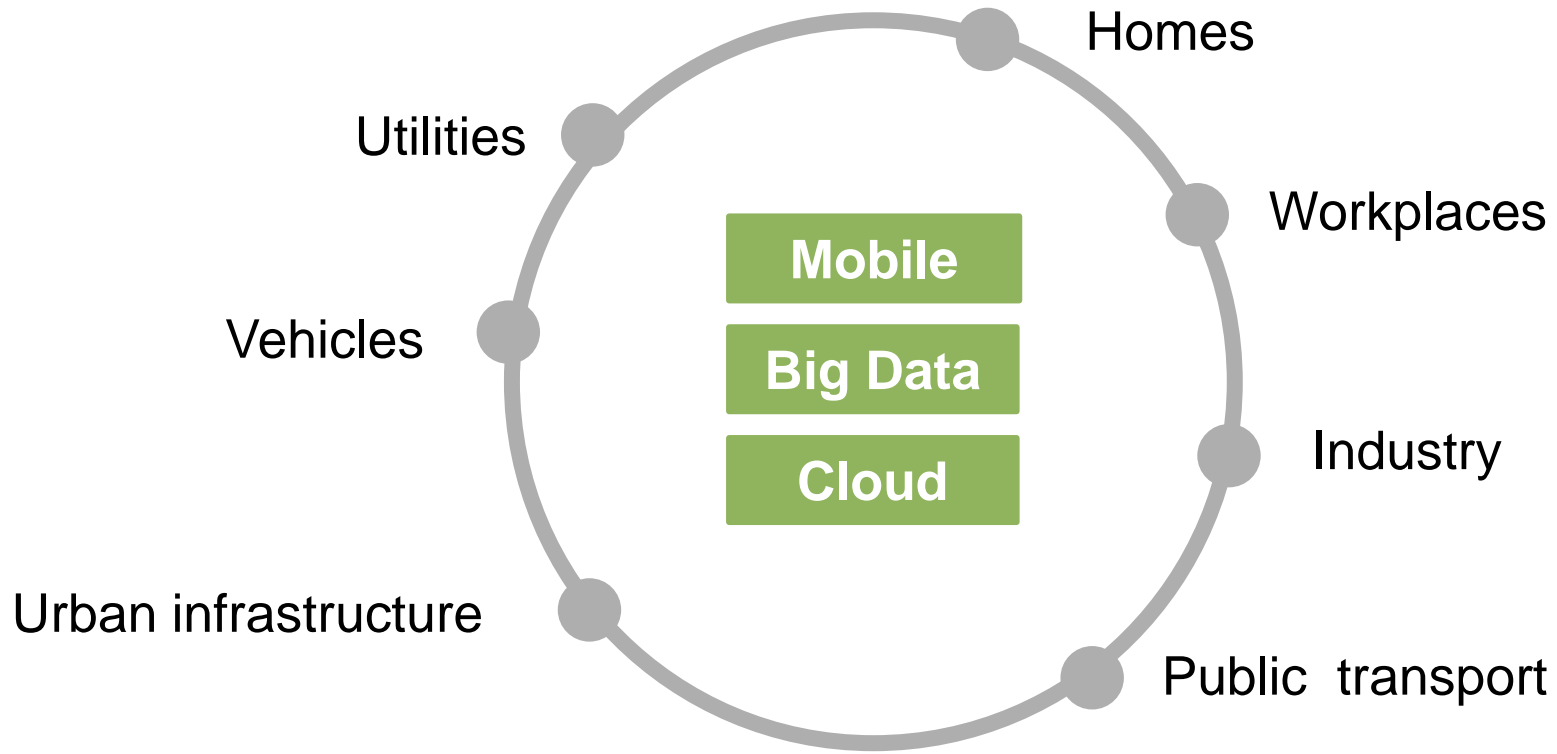 Homes
Utilities
Workplaces
Mobile
Vehicles
Big Data
Industry
Cloud
Urban infrastructure
Public  transport